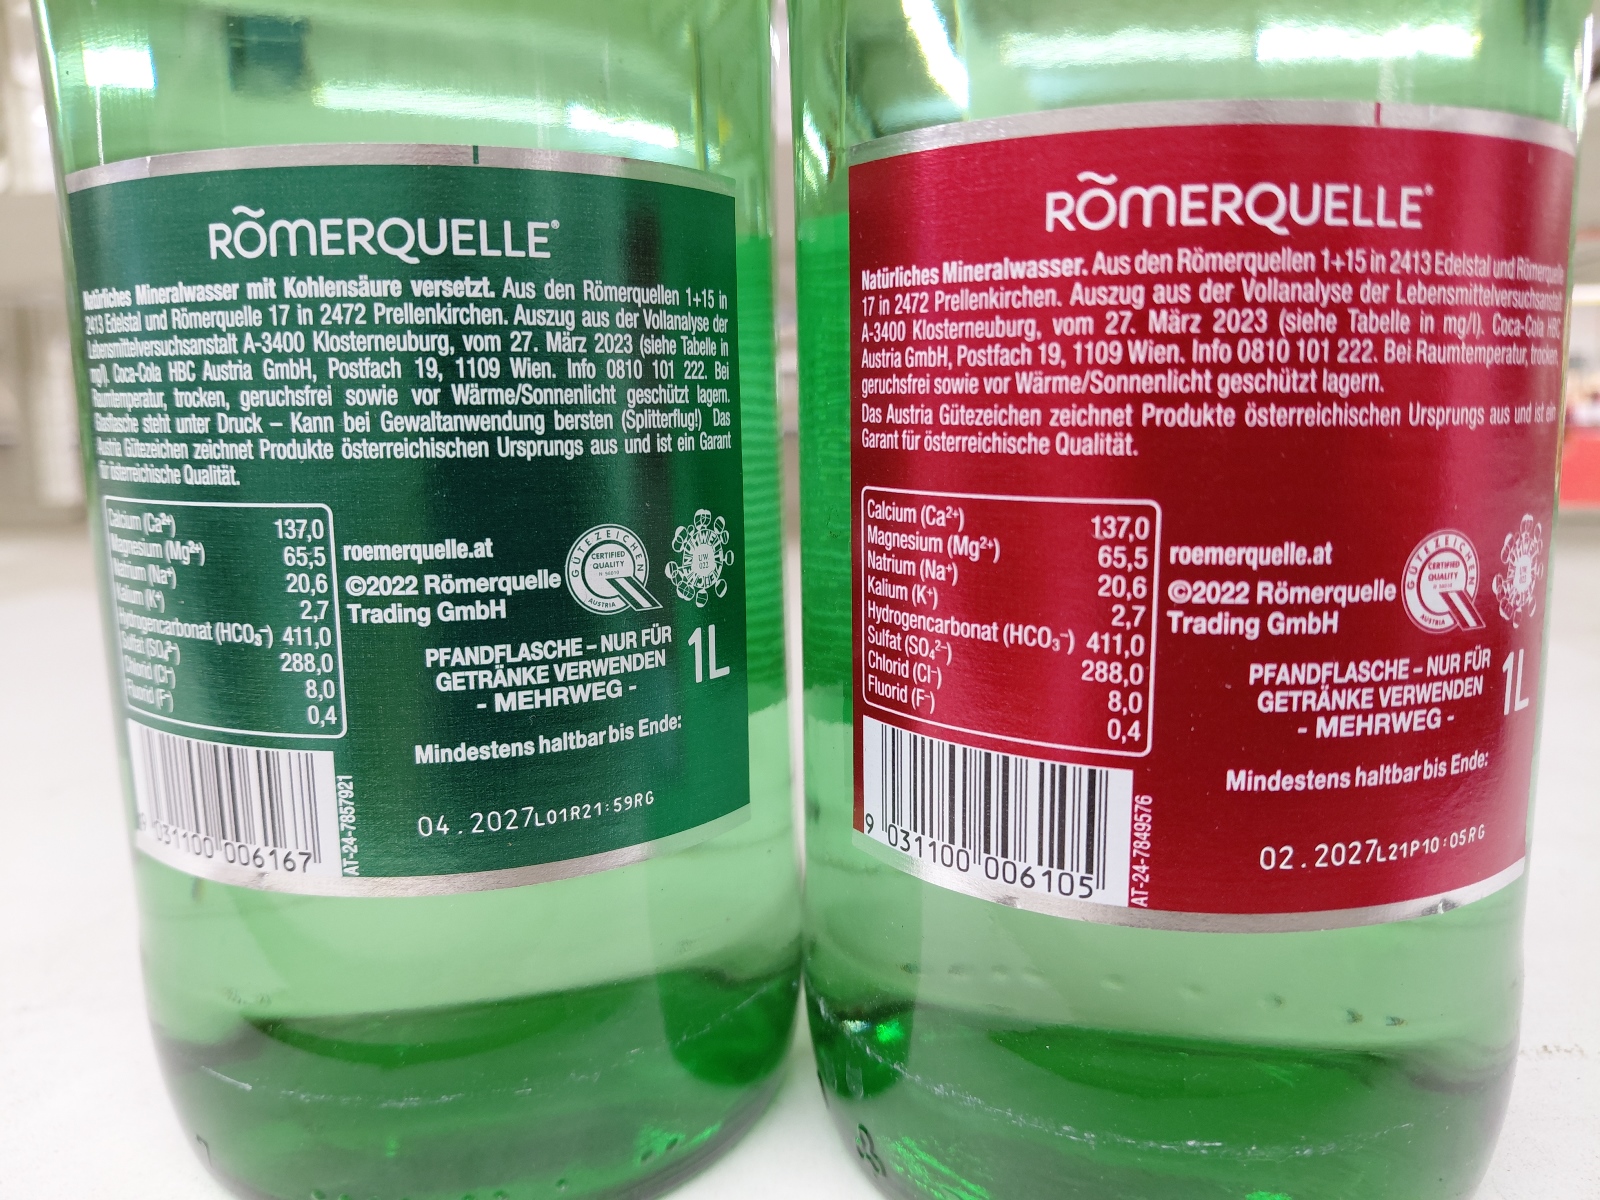 RÖMERQUELLE®
Natürliches Mineralwasser mit Kohlensäure versetzt. Aus den Römerquellen 1+15 in
2413 Edelstal und Römerquelle 17 in 2472 Prellenkirchen. Auszug aus der Vollanalyse der
Lebensmittelversuchsanstalt A-3400 Klosterneuburg, vom 27. März 2023 (siehe Tabelle in
mg/l). Coca-Cola HBC Austria GmbH, Postfach 19, 1109 Wien. Info 0810 101 222. Bei
Raumtemperatur, trocken, geruchsfrei sowie vor Wärme/Sonnenlicht geschützt lagern.
Glasflasche steht unter Druck – Kann bei Gewaltanwendung bersten (Splitterflug!) Das
Austria Gütezeichen zeichnet Produkte österreichischen Ursprungs aus und ist ein Garant
für österreichische Qualität.
Calcium (Ca²⁺) 137,0
Magnesium (Mg²⁺) 65,5
Natrium (Na⁺) 20,6
Kalium (K⁺) 2,7
Hydrogencarbonat (HCO₃⁻) 411,0
Sulfat (SO₄²⁻) 288,0
Chlorid (Cl⁻) 8,0
Fluorid (F⁻) 0,4
roemerquelle.at
©2022 Römerquelle
Trading GmbH
GÜTEZEICHEN
CERTIFIED
QUALITY
AUSTRIA
PFANDFLASCHE – NUR FÜR
GETRÄNKE VERWENDEN
- MEHRWEG -
1L
Mindestens haltbar bis Ende:
04.2027L01R21:59RG
9 031100 006167
AT-24-7857921
RÖMERQUELLE®
Natürliches Mineralwasser. Aus den Römerquellen 1+15 in 2413 Edelstal und Römerquelle
17 in 2472 Prellenkirchen. Auszug aus der Vollanalyse der Lebensmittelversuchsanstalt
A-3400 Klosterneuburg, vom 27. März 2023 (siehe Tabelle in mg/l). Coca-Cola HBC
Austria GmbH, Postfach 19, 1109 Wien. Info 0810 101 222. Bei Raumtemperatur, trocken,
geruchsfrei sowie vor Wärme/Sonnenlicht geschützt lagern.
Das Austria Gütezeichen zeichnet Produkte österreichischen Ursprungs aus und ist ein
Garant für österreichische Qualität.
Calcium (Ca²⁺) 137,0
Magnesium (Mg²⁺) 65,5
Natrium (Na⁺) 20,6
Kalium (K⁺) 2,7
Hydrogencarbonat (HCO₃⁻) 411,0
Sulfat (SO₄²⁻) 288,0
Chlorid (Cl⁻) 8,0
Fluorid (F⁻) 0,4
roemerquelle.at
©2022 Römerquelle
Trading GmbH
GÜTEZEICHEN
CERTIFIED
QUALITY
AUSTRIA
PFANDFLASCHE – NUR FÜR
GETRÄNKE VERWENDEN
- MEHRWEG -
1L
Mindestens haltbar bis Ende:
02.2027L21P10:05RG
9 031100 006105
AT-24-7849576